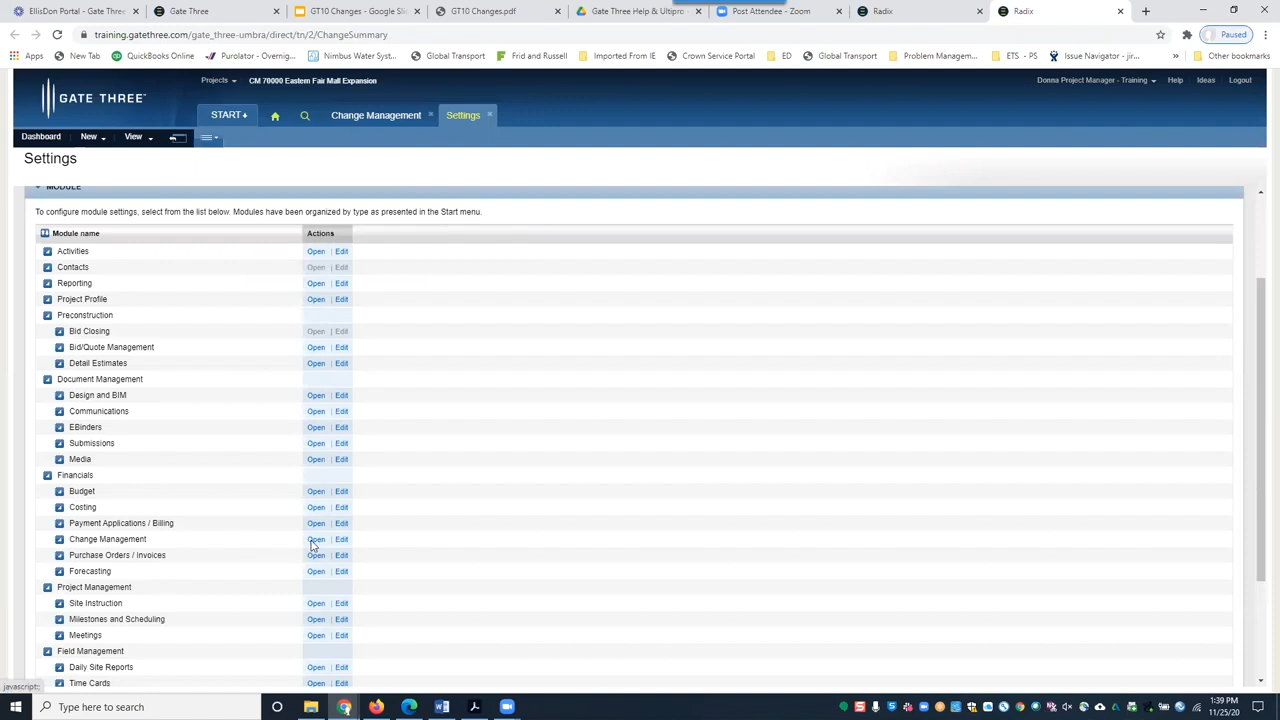 EllisDon Portal - Gate Three
Gate Three
GT10 Changes - Google Sli
GT10 Changes.pdf
Gate Three Help & Ultipro
Post Attendee - Zoom
Radix
Radix
training.gatethree.com/gate_three-umbra/direct/tn/2/ChangeSummary
Paused
Apps
New Tab
QuickBooks Online
Purolator - Overnig...
Nimbus Water Syste...
Global Transport
Frid and Russell
Imported From IE
Crown Service Portal
ED
Global Transport
Problem Managem...
ETS - PS
Issue Navigator - jir...
»
Other bookmarks
GATE THREE
Projects
CM 70000 Eastern Fair Mall Expansion
Donna Project Manager - Training
Help
Ideas
Logout
START
Change Management
Settings
Dashboard
New
View
Settings
MODULE
To configure module settings, select from the list below. Modules have been organized by type as presented in the Start menu.
Module name Actions
Activities Open | Edit
Contacts Open | Edit
Reporting Open | Edit
Project Profile Open | Edit
Preconstruction
Bid Closing Open | Edit
Bid/Quote Management Open | Edit
Detail Estimates Open | Edit
Document Management
Design and BIM Open | Edit
Communications Open | Edit
EBinders Open | Edit
Submissions Open | Edit
Media Open | Edit
Financials
Budget Open | Edit
Costing Open | Edit
Payment Applications / Billing Open | Edit
Change Management Open | Edit
Purchase Orders / Invoices Open | Edit
Forecasting Open | Edit
Project Management
Site Instruction Open | Edit
Milestones and Scheduling Open | Edit
Meetings Open | Edit
Field Management
Daily Site Reports Open | Edit
Time Cards Open | Edit
javascript:;
Type here to search
1:39 PM
11/25/20